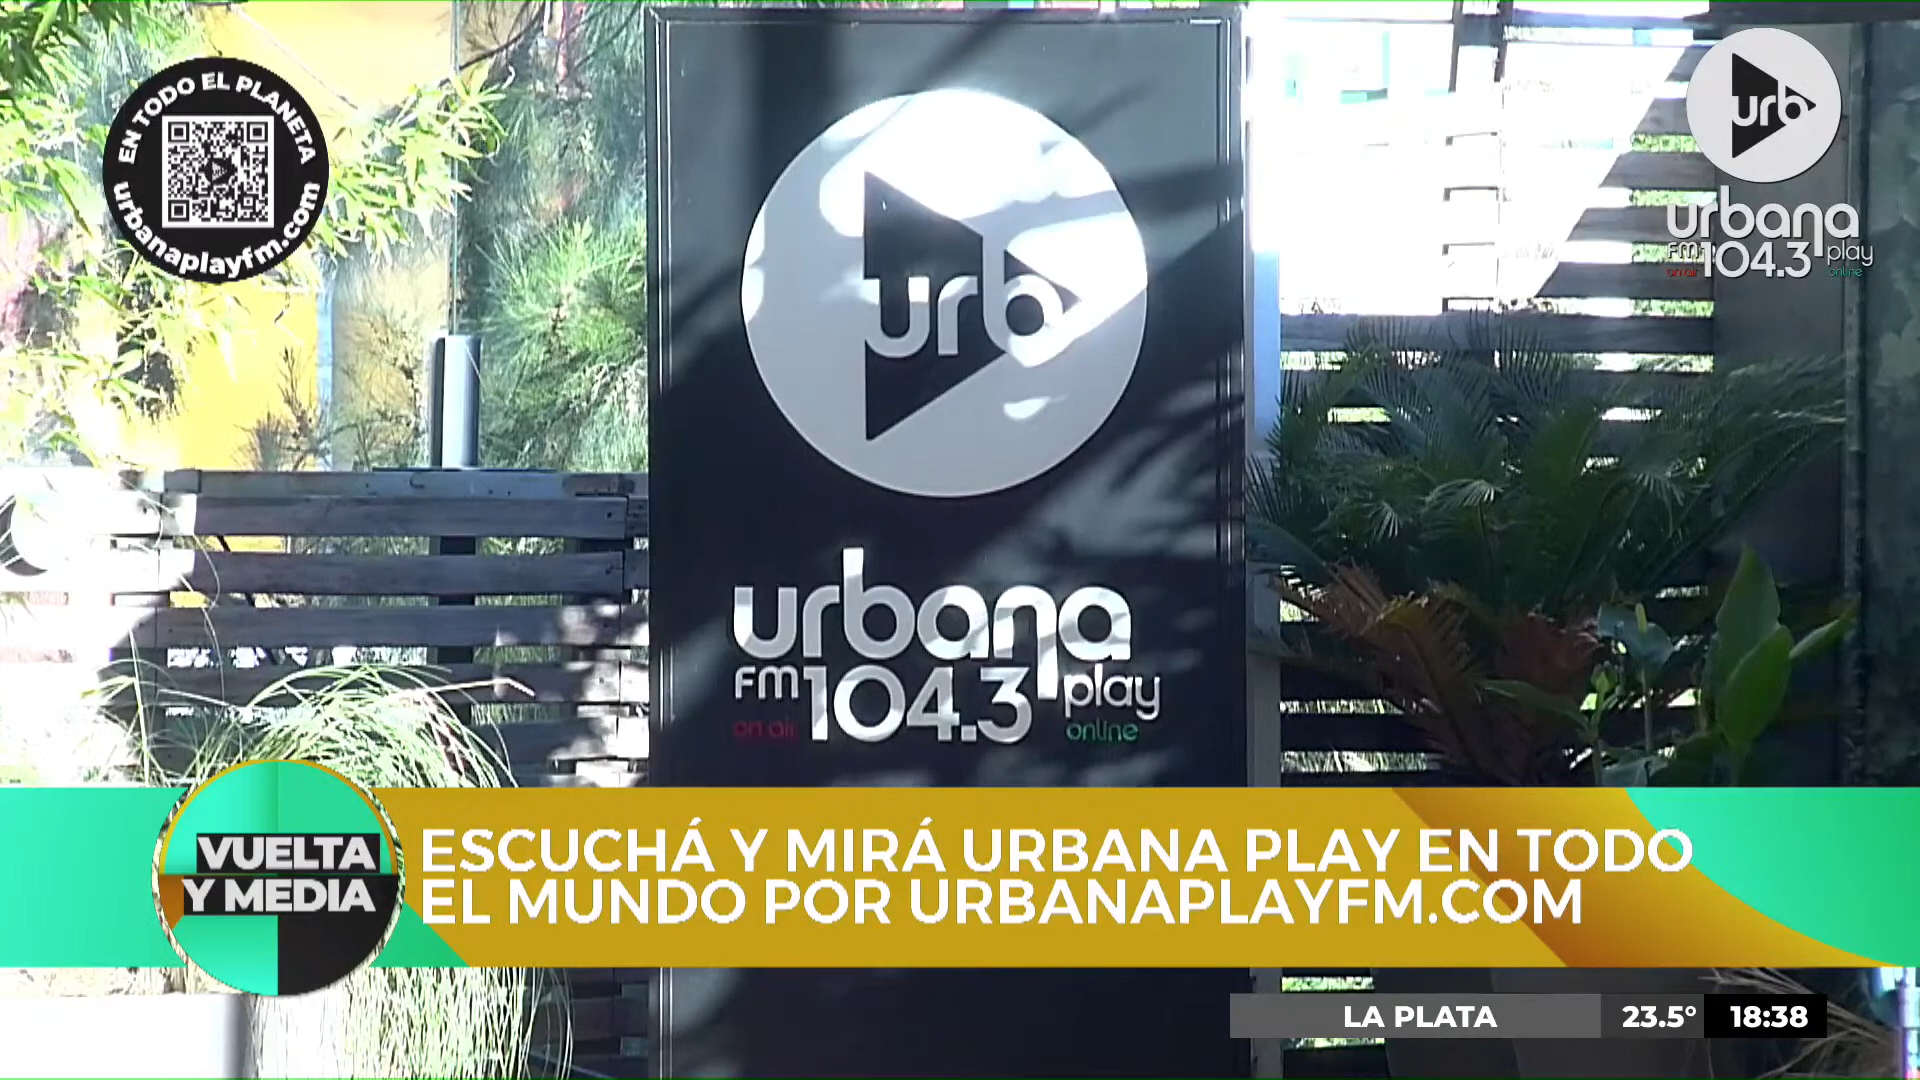 EN TODO EL PLANETA
urbanaplayfm.com
urb
urbana
FM 104.3 play
on air online
urb
urbana
FM 104.3 play
on air online
VUELTA
Y MEDIA
ESCUCHÁ Y MIRÁ URBANA PLAY EN TODO
EL MUNDO POR URBANAPLAYFM.COM
LA PLATA 23.5° 18:38